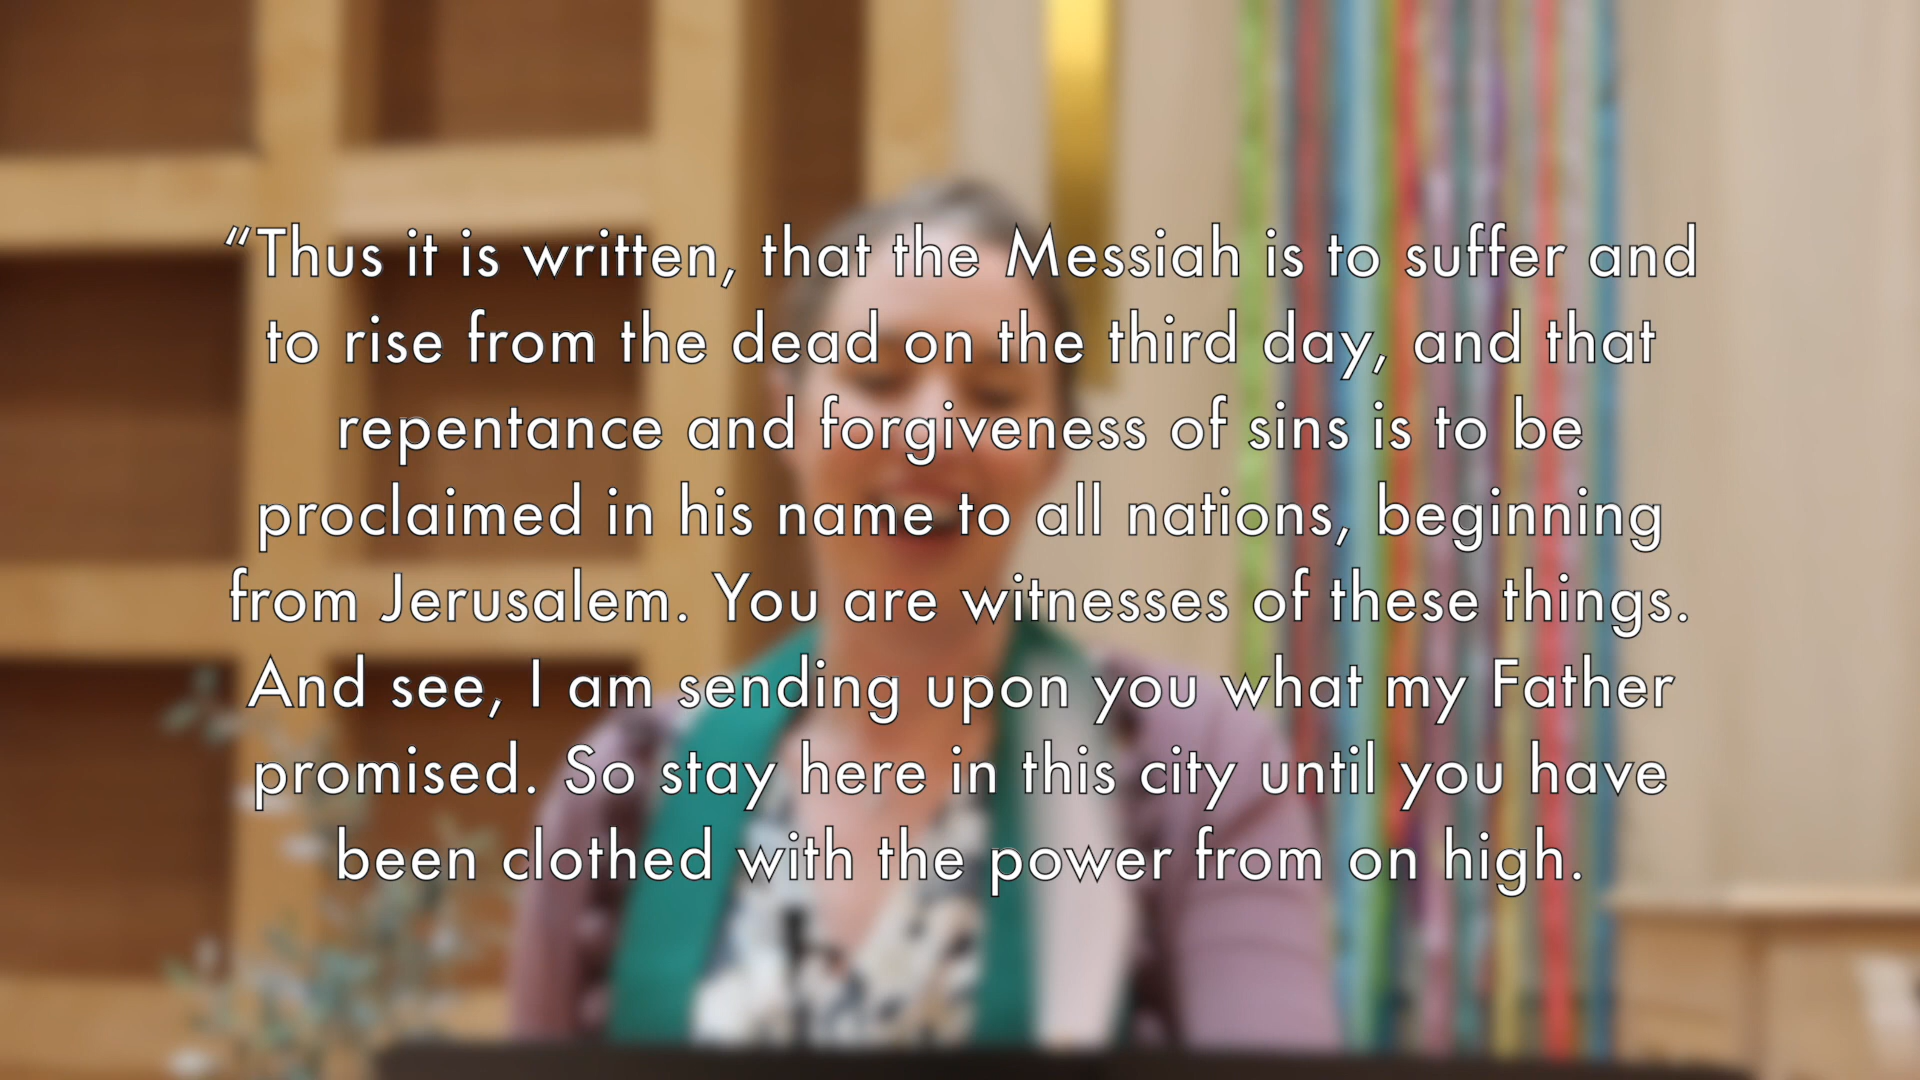 “Thus it is written, that the Messiah is to suffer and
to rise from the dead on the third day, and that
repentance and forgiveness of sins is to be
proclaimed in his name to all nations, beginning
from Jerusalem. You are witnesses of these things.
And see, I am sending upon you what my Father
promised. So stay here in this city until you have
been clothed with the power from on high.